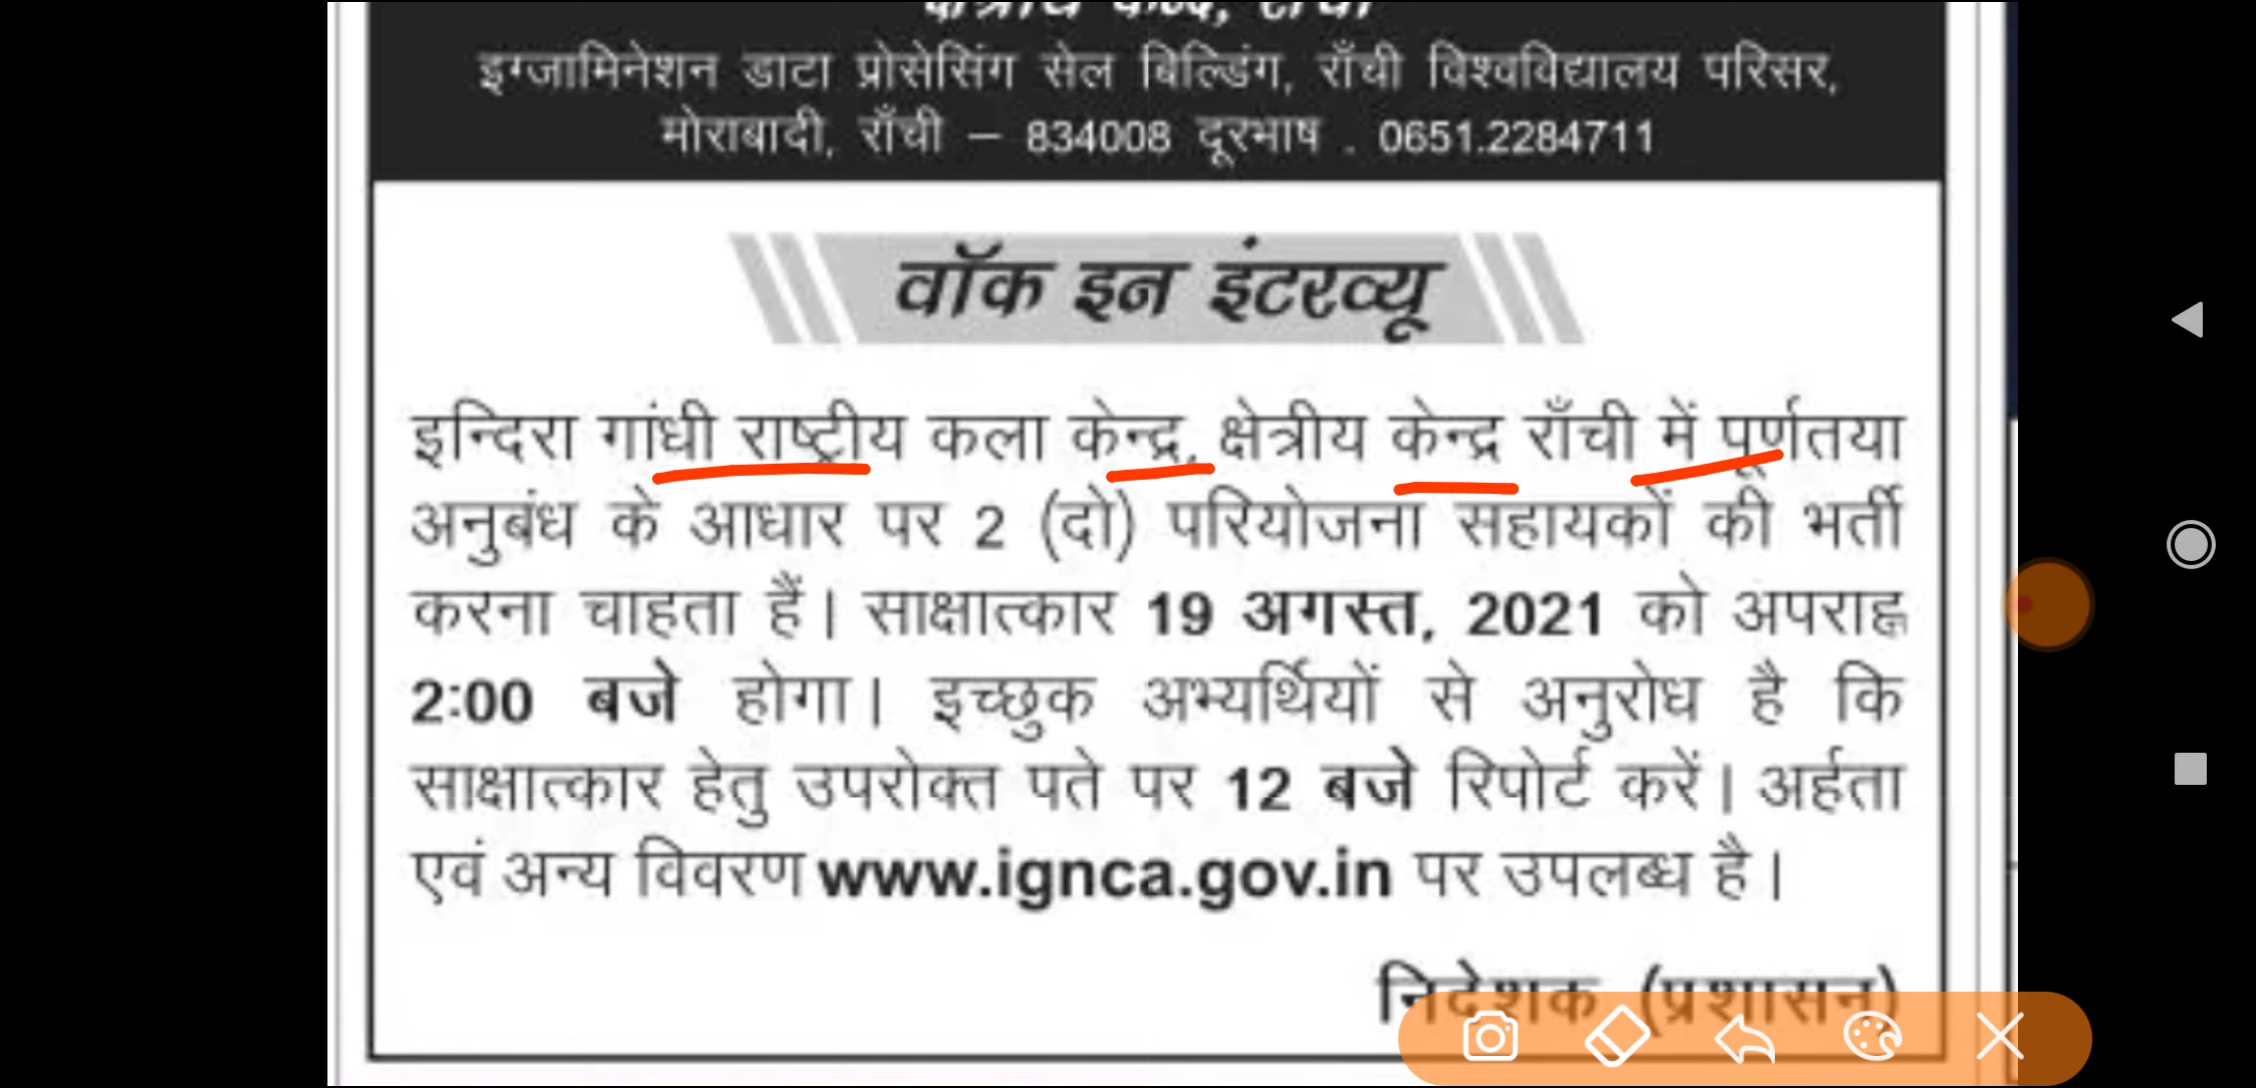 क्षेत्रीय केन्द्र, राँची
इग्जामिनेशन डाटा प्रोसेसिंग सेल बिल्डिंग, राँची विश्वविद्यालय परिसर,
मोराबादी, राँची – 834008 दूरभाष . 0651.2284711
वॉक इन इंटरव्यू
इन्दिरा गांधी राष्ट्रीय कला केन्द्र, क्षेत्रीय केन्द्र राँची में पूर्णतया
अनुबंध के आधार पर 2 (दो) परियोजना सहायकों की भर्ती
करना चाहता हैं। साक्षात्कार 19 अगस्त, 2021 को अपराह्न
2:00 बजे होगा। इच्छुक अभ्यर्थियों से अनुरोध है कि
साक्षात्कार हेतु उपरोक्त पते पर 12 बजे रिपोर्ट करें। अर्हता
एवं अन्य विवरण www.ignca.gov.in पर उपलब्ध है।
निदेशक (प्रशासन)